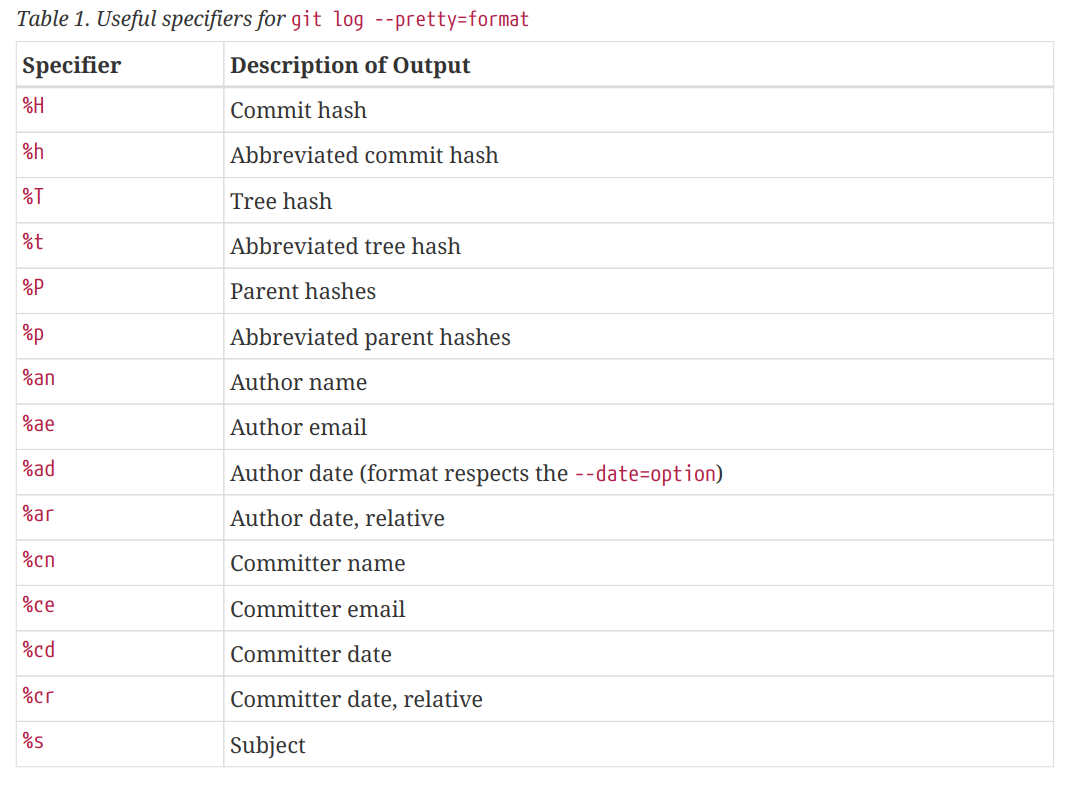 Table 1. Useful specifiers for git log --pretty=format
Specifier Description of Output
%H Commit hash
%h Abbreviated commit hash
%T Tree hash
%t Abbreviated tree hash
%P Parent hashes
%p Abbreviated parent hashes
%an Author name
%ae Author email
%ad Author date (format respects the --date=option)
%ar Author date, relative
%cn Committer name
%ce Committer email
%cd Committer date
%cr Committer date, relative
%s Subject